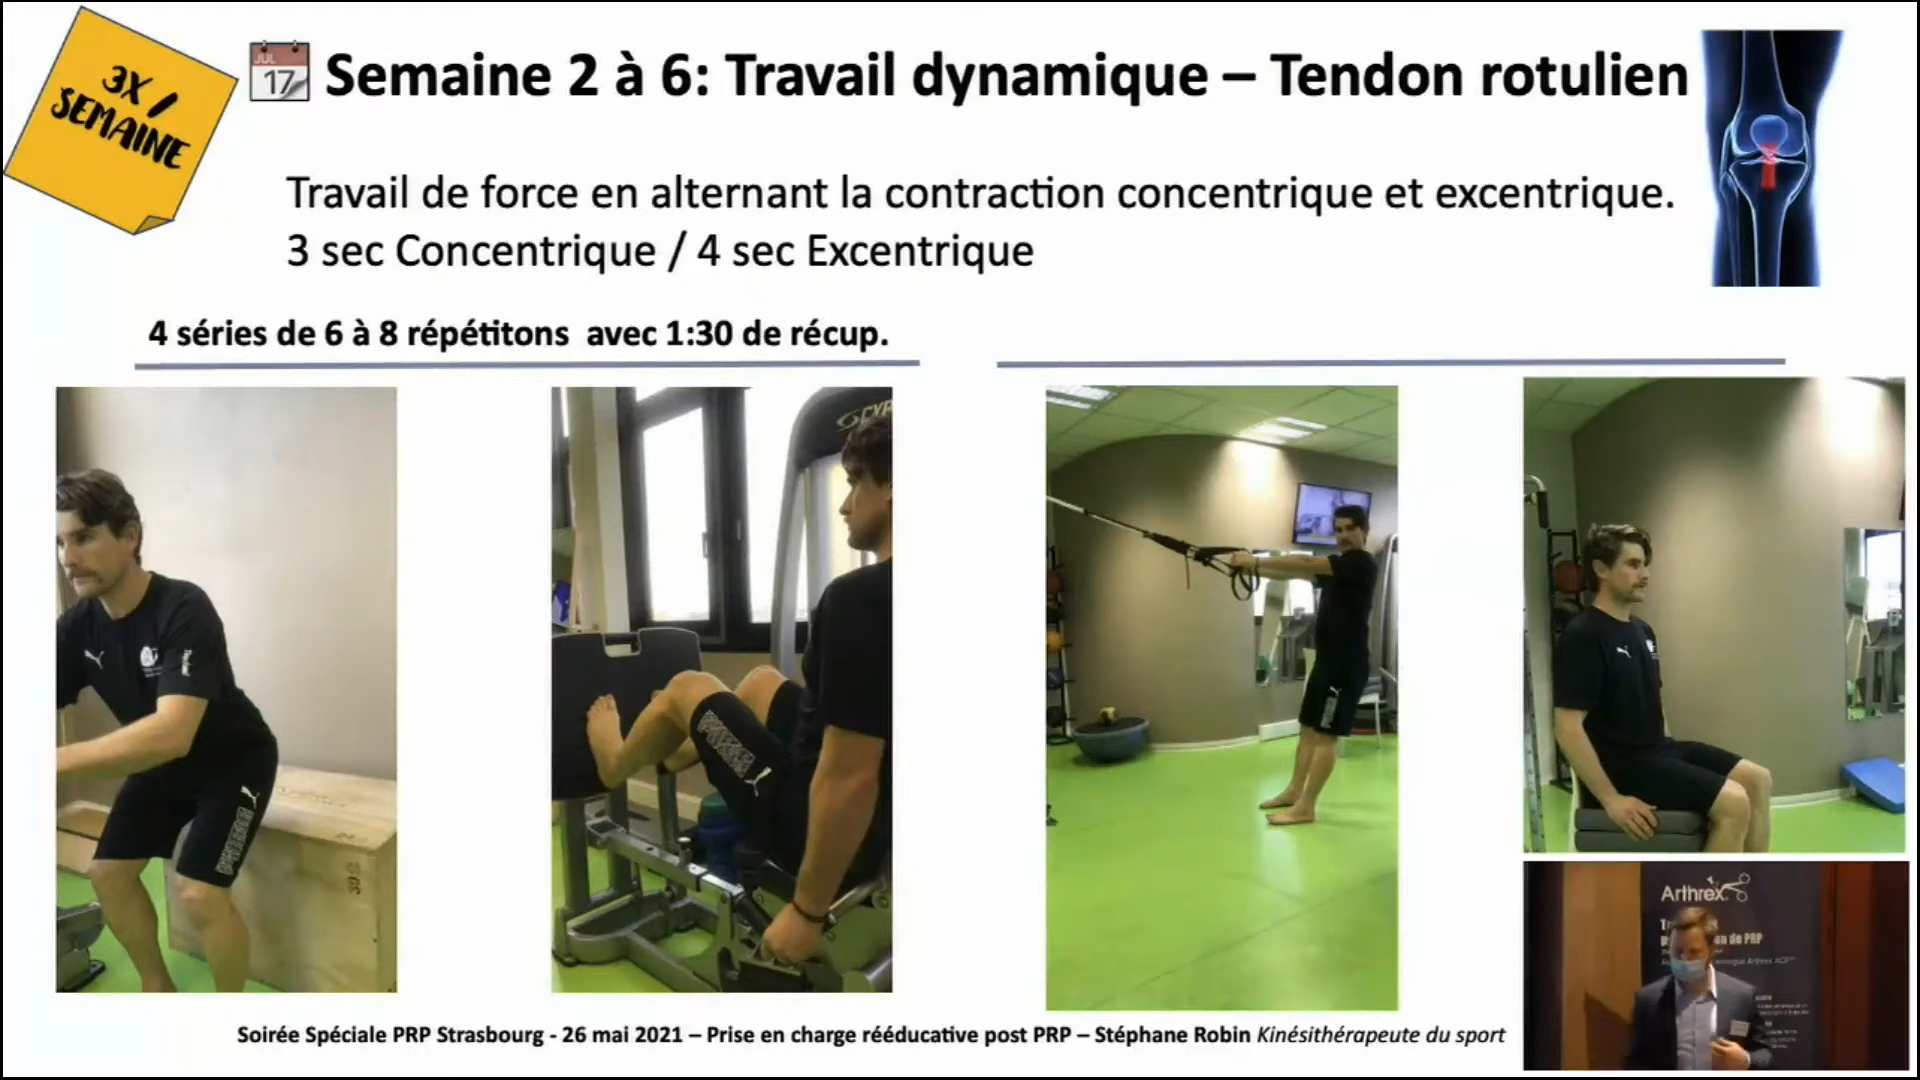 3X /
SEMAINE
JUL
17
Semaine 2 à 6: Travail dynamique – Tendon rotulien
Travail de force en alternant la contraction concentrique et excentrique.
3 sec Concentrique / 4 sec Excentrique
4 séries de 6 à 8 répétitons avec 1:30 de récup.
Arthrex
de PRP
Soirée Spéciale PRP Strasbourg - 26 mai 2021 – Prise en charge rééducative post PRP – Stéphane Robin Kinésithérapeute du sport